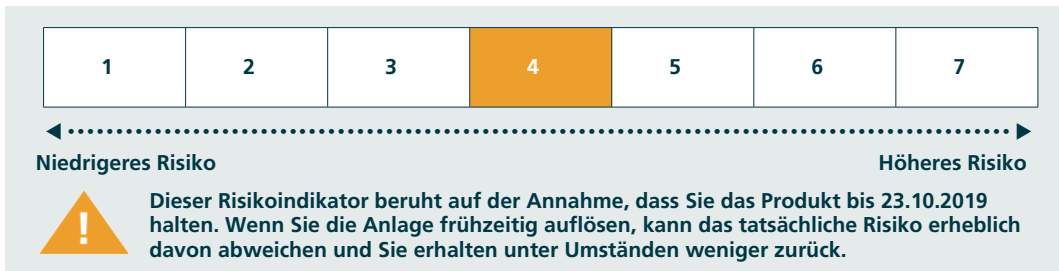 1 2 3 4 5 6 7
Niedrigeres Risiko Höheres Risiko
!
Dieser Risikoindikator beruht auf der Annahme, dass Sie das Produkt bis 23.10.2019
halten. Wenn Sie die Anlage frühzeitig auflösen, kann das tatsächliche Risiko erheblich
davon abweichen und Sie erhalten unter Umständen weniger zurück.